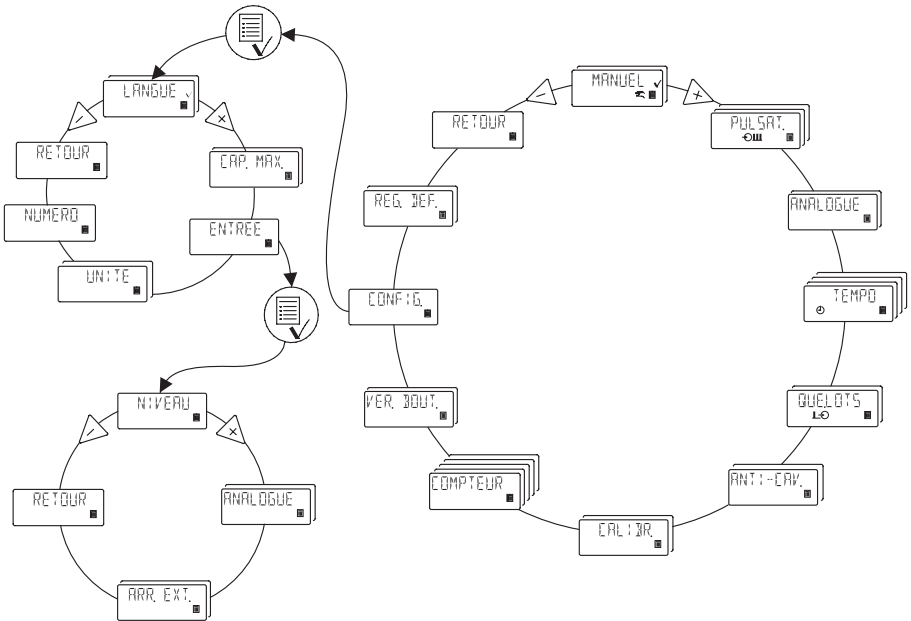 LANGUE
CAP. MAX.
ENTREE
UNITE
NUMERO
RETOUR
MANUEL
PULSAT.
ANALOGUE
TEMPO
QUELOTS
ANTI-CAV.
CALIBR.
COMPTEUR
VER. BOUT.
CONFIG.
REG. DEF.
RETOUR
NIVEAU
ANALOGUE
ARR. EXT.
RETOUR